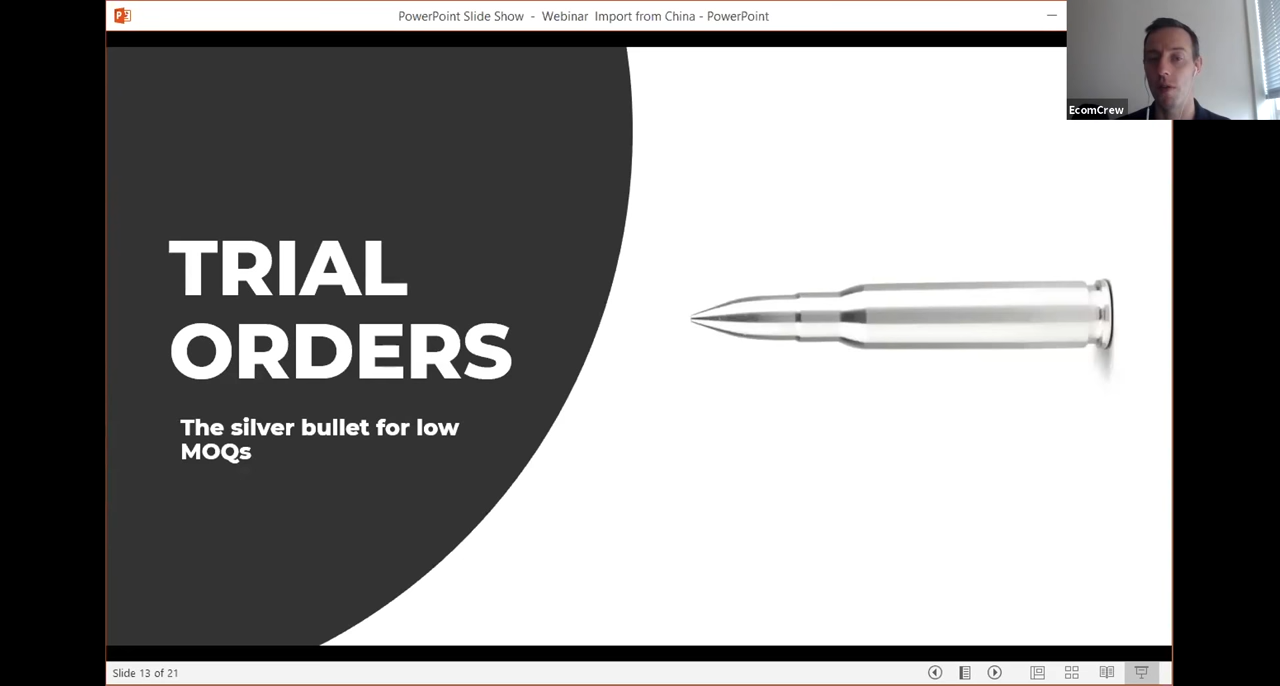 PowerPoint Slide Show - Webinar Import from China - PowerPoint
EcomCrew
TRIAL
ORDERS
The silver bullet for low
MOQs
Slide 13 of 21